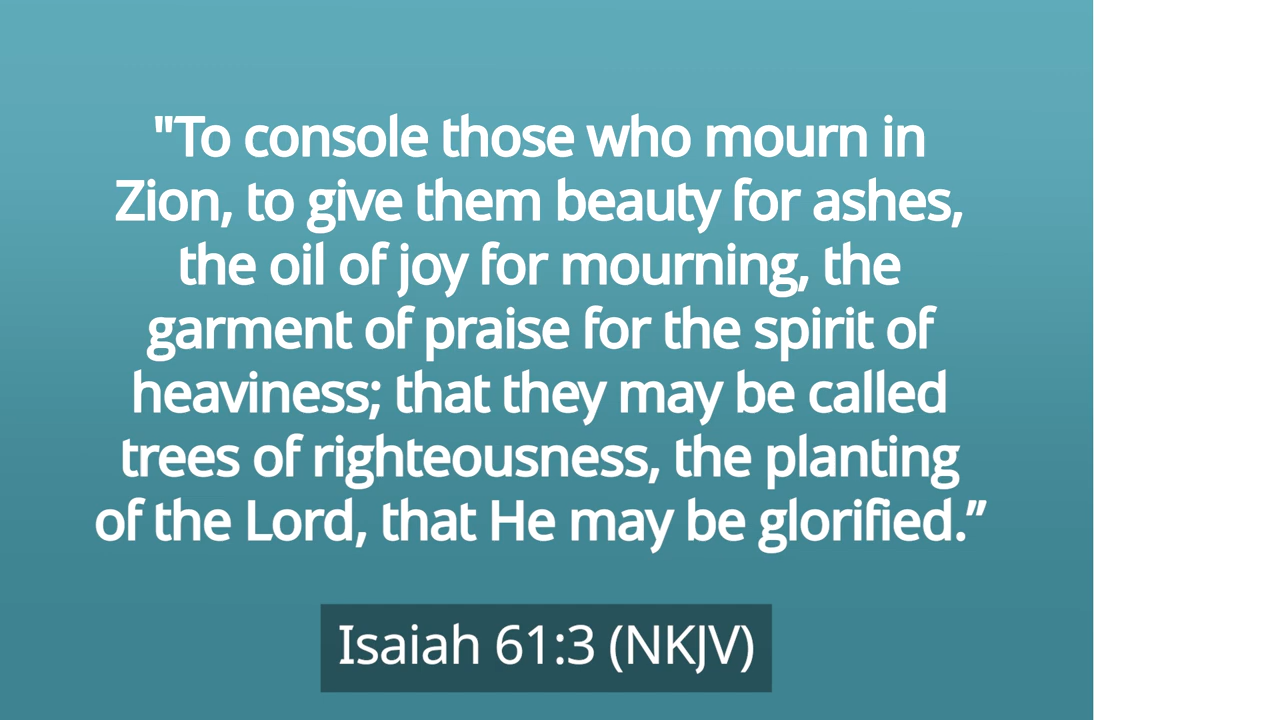 "To console those who mourn in
Zion, to give them beauty for ashes,
the oil of joy for mourning, the
garment of praise for the spirit of
heaviness; that they may be called
trees of righteousness, the planting
of the Lord, that He may be glorified.”
Isaiah 61:3 (NKJV)